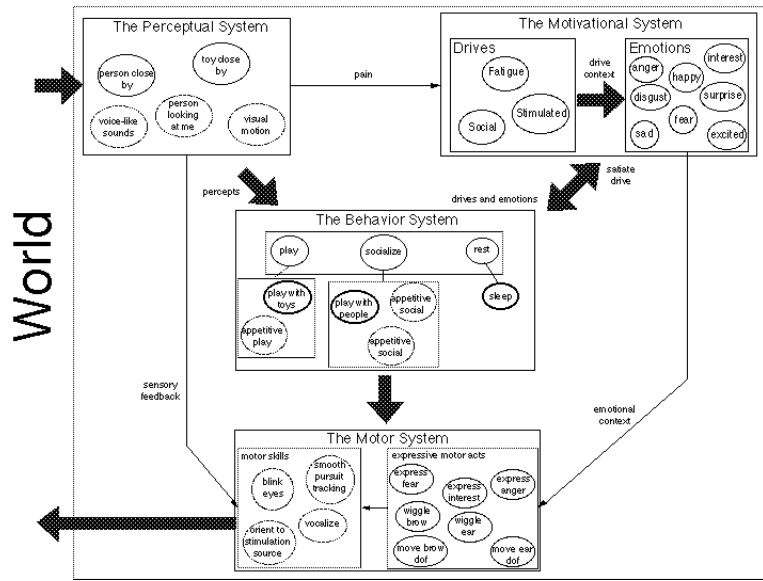 World
The Perceptual System
person close
by
toy close
by
voice-like
sounds
person
looking
at me
visual
motion
pain
The Motivational System
Drives
Fatigue
Social
Stimulated
drive
context
Emotions
anger
happy
interest
disgust
surprise
sad
fear
excited
percepts
drives and emotions
satiate
drive
The Behavior System
play
socialize
rest
play with
toys
appetitive
play
play with
people
appetitive
social
appetitive
social
sleep
sensory
feedback
emotional
context
The Motor System
motor skills
blink
eyes
smooth
pursuit
tracking
orient to
stimulation
source
vocalize
expressive motor acts
express
fear
express
interest
express
anger
wiggle
brow
wiggle
ear
move brow
dof
move ear
dof